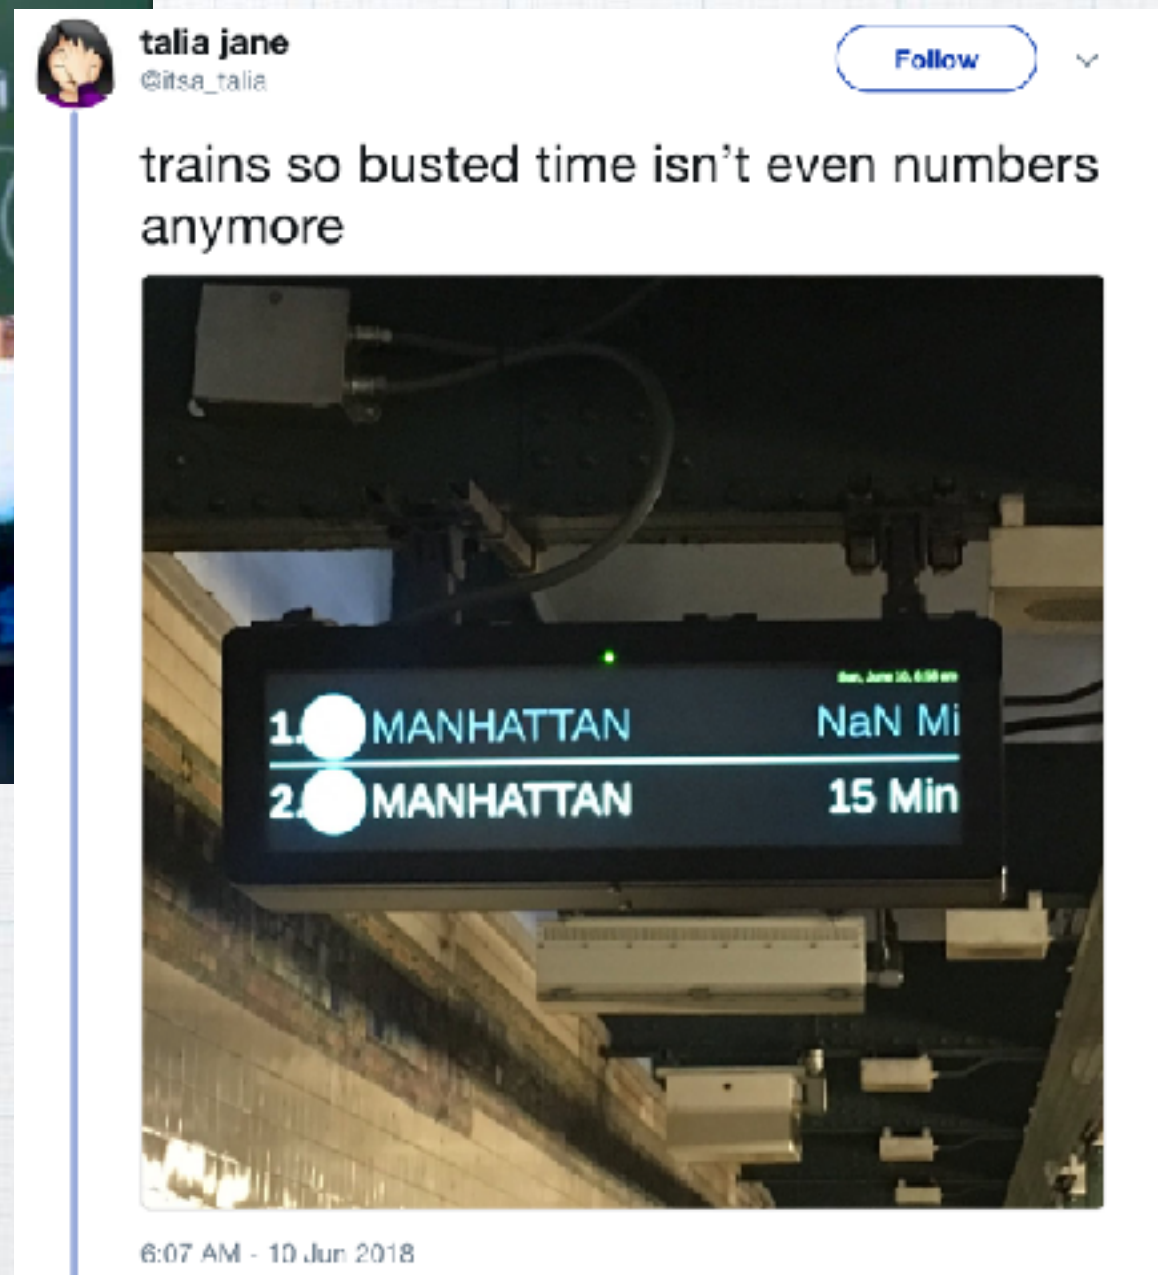 talia jane
Follow
@itsa_talia
trains so busted time isn't even numbers
anymore
1. MANHATTAN NaN Mi
2. MANHATTAN 15 Min
6:07 AM - 10 Jun 2018